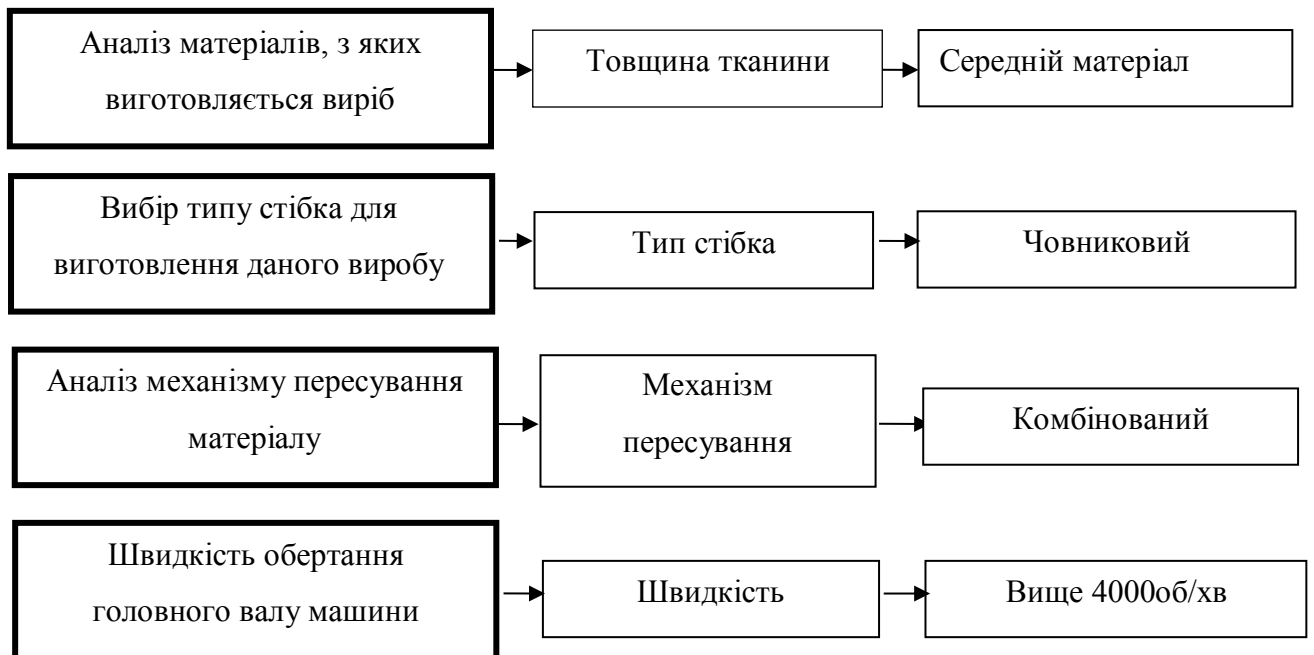 Аналіз матеріалів, з яких
виготовляється виріб
Товщина тканини
Середній матеріал
Вибір типу стібка для
виготовлення даного виробу
Тип стібка
Човниковий
Аналіз механізму пересування
матеріалу
Механізм
пересування
Комбінований
Швидкість обертання
головного валу машини
Швидкість
Вище 4000об/хв